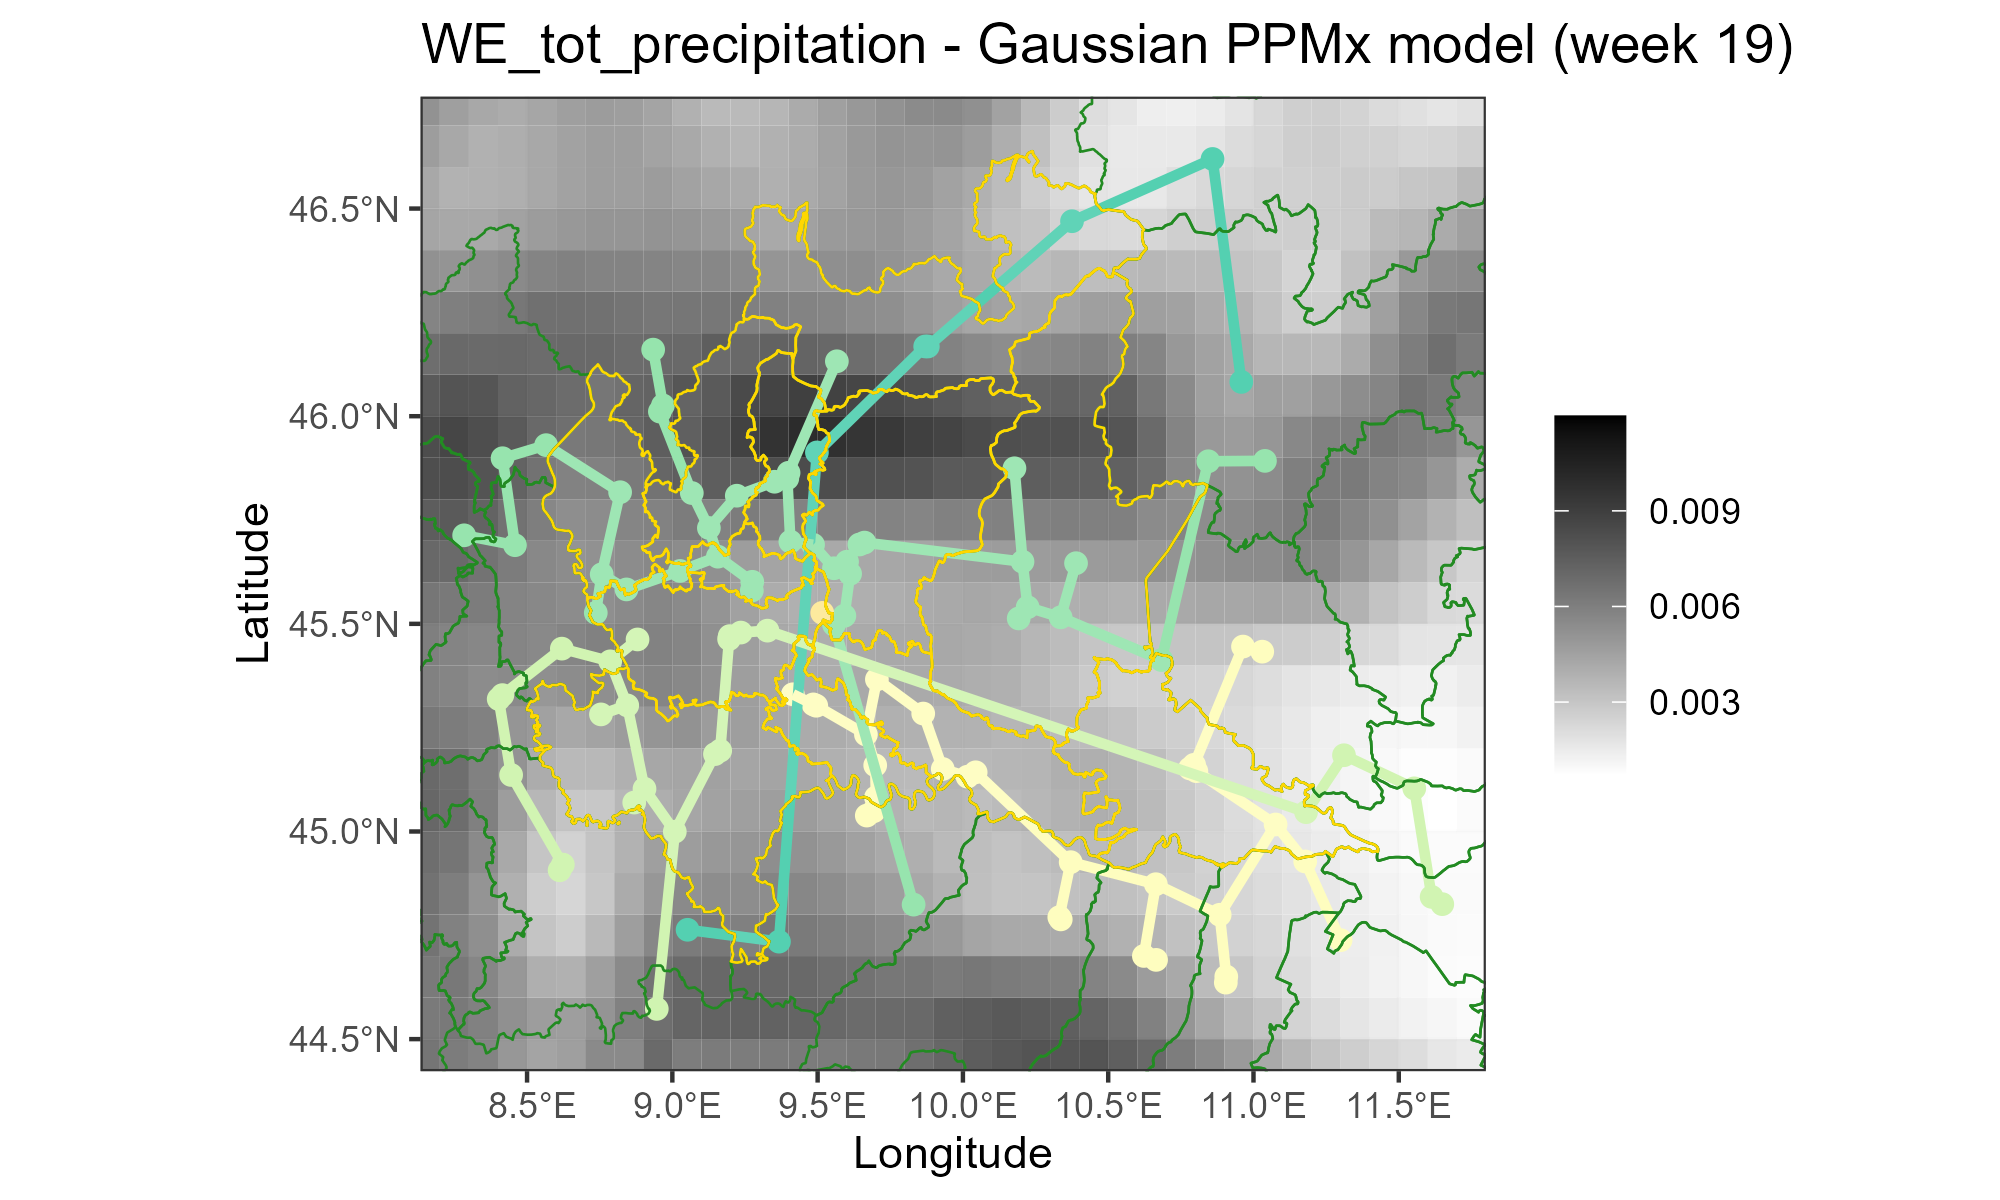 WE_tot_precipitation - Gaussian PPMx model (week 19)
46.5°N
46.0°N
45.5°N
45.0°N
44.5°N
Latitude
8.5°E 9.0°E 9.5°E 10.0°E 10.5°E 11.0°E 11.5°E
Longitude
0.009
0.006
0.003